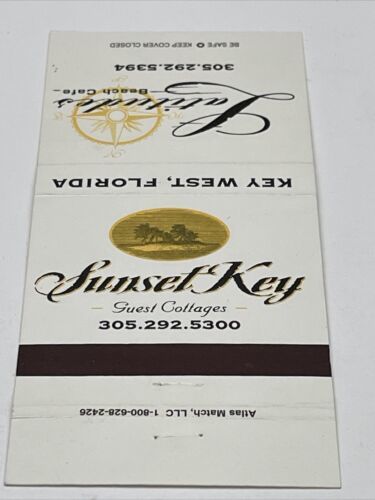 BE SAFE KEEP COVER CLOSED
305.292.5394
Beach Cafe
Latitudes
KEY WEST, FLORIDA
Sunset Key
Guest Cottages
305.292.5300
Atlas Match, LLC 1-800-628-2426